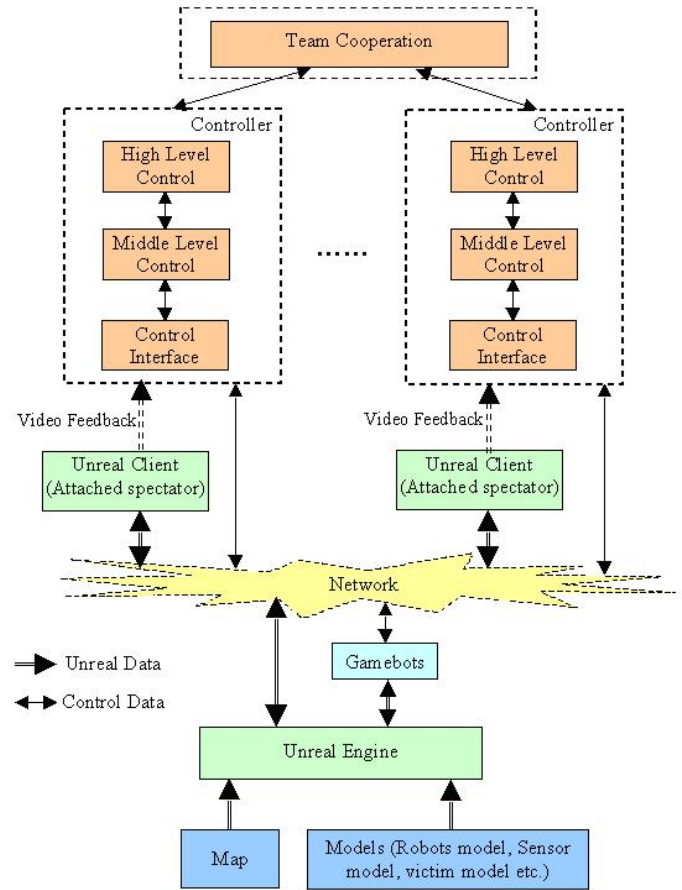 Team Cooperation
Controller
High Level
Control
Middle Level
Control
Control
Interface
Video Feedback
Unreal Client
(Attached spectator)
......
Controller
High Level
Control
Middle Level
Control
Control
Interface
Video Feedback
Unreal Client
(Attached spectator)
Network
Unreal Data
Control Data
Gamebots
Unreal Engine
Map
Models (Robots model, Sensor
model, victim model etc.)